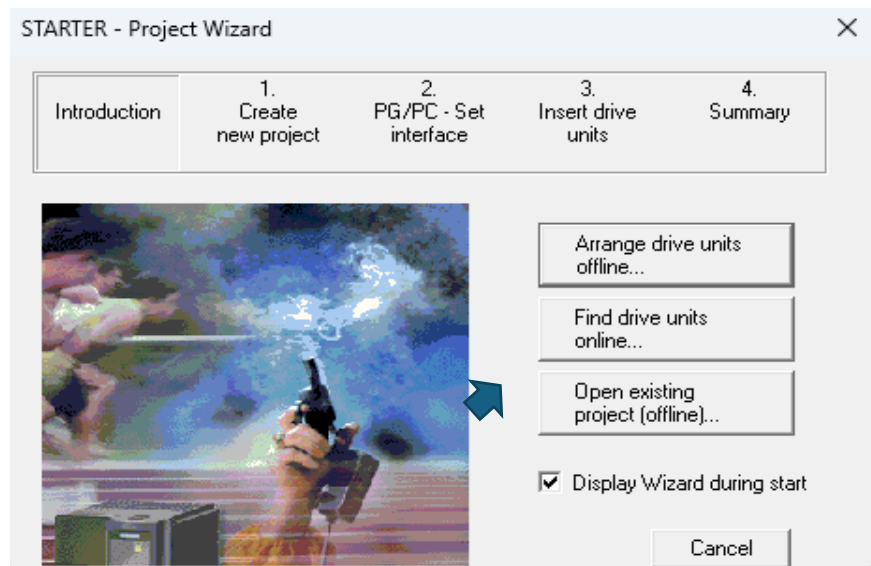 STARTER - Project Wizard
Introduction
1.
Create
new project
2.
PG/PC - Set
interface
3.
Insert drive
units
4.
Summary
Arrange drive units
offline...
Find drive units
online...
Open existing
project (offline)...
Display Wizard during start
Cancel